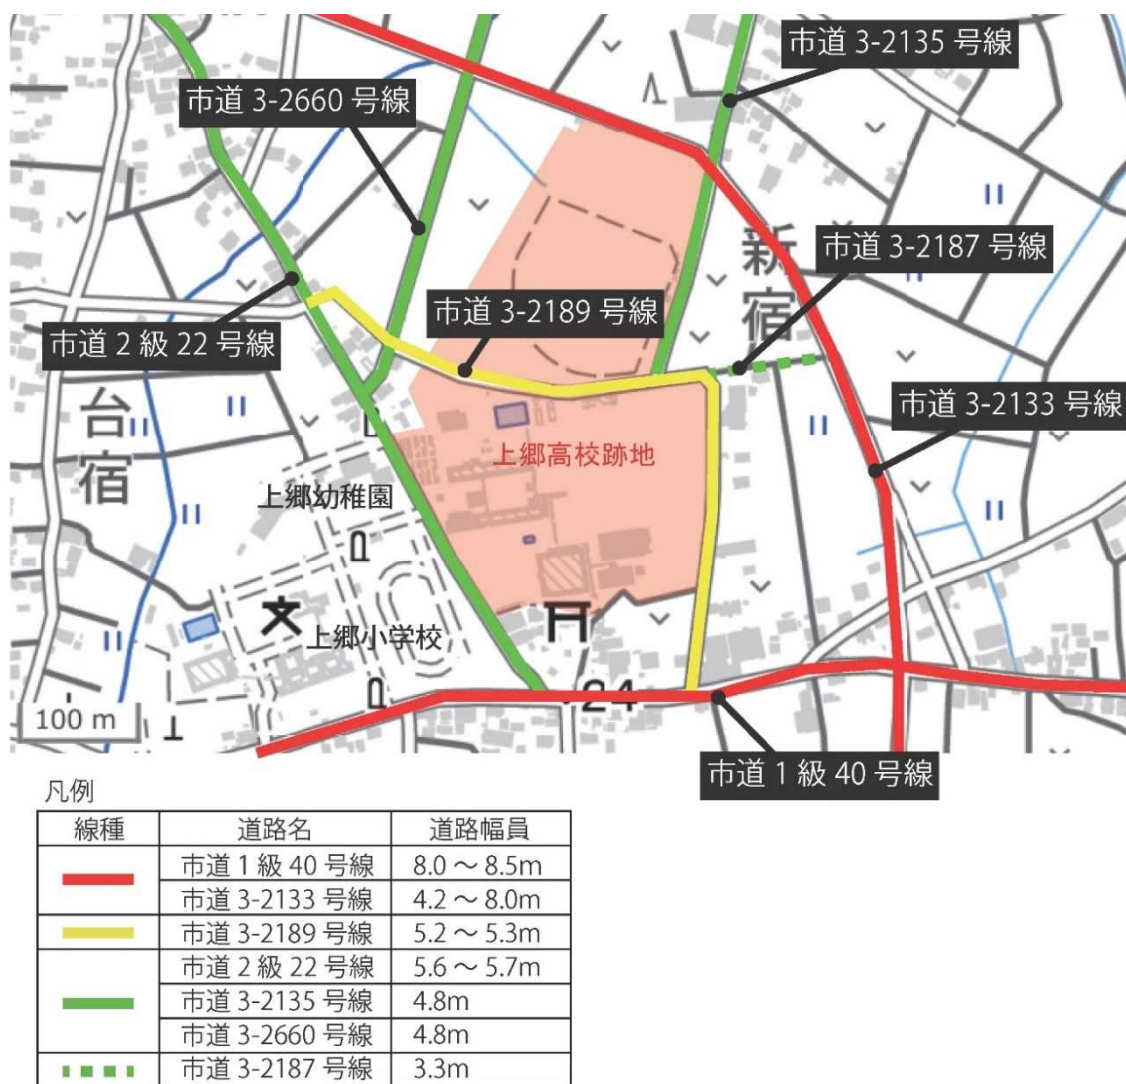 市道 3-2135 号線
市道 3-2660 号線
新宿
市道 3-2187 号線
市道 3-2189 号線
市道 2 級 22 号線
台宿
市道 3-2133 号線
上郷高校跡地
上郷幼稚園
上郷小学校
24
100 m
市道 1 級 40 号線
凡例
線種 道路名 道路幅員
市道 1 級 40 号線 8.0 ～ 8.5m
市道 3-2133 号線 4.2 ～ 8.0m
市道 3-2189 号線 5.2 ～ 5.3m
市道 2 級 22 号線 5.6 ～ 5.7m
市道 3-2135 号線 4.8m
市道 3-2660 号線 4.8m
市道 3-2187 号線 3.3m